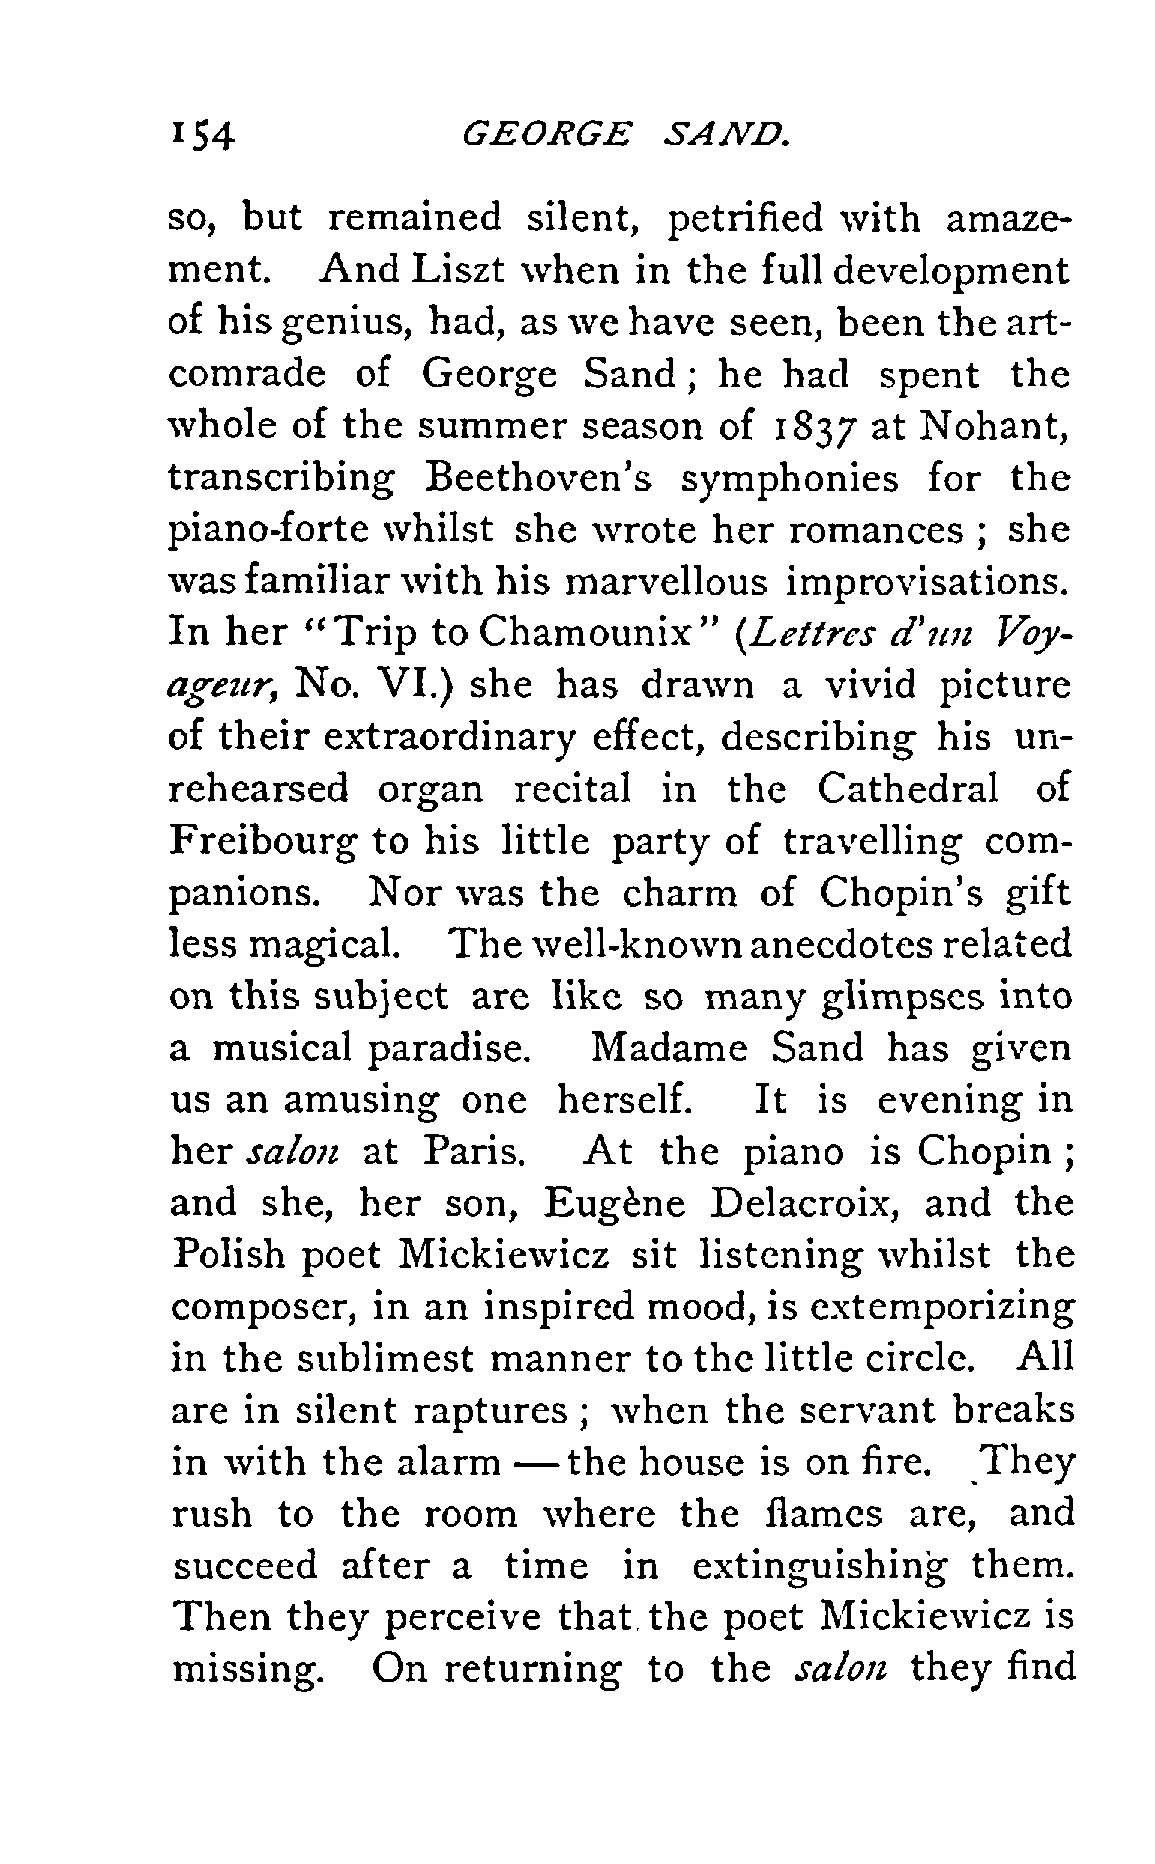 154 GEORGE SAND.
so, but remained silent, petrified with amaze-
ment. And Liszt when in the full development
of his genius, had, as we have seen, been the art-
comrade of George Sand ; he had spent the
whole of the summer season of 1837 at Nohant,
transcribing Beethoven's symphonies for the
piano-forte whilst she wrote her romances ; she
was familiar with his marvellous improvisations.
In her "Trip to Chamounix" (Lettres d'un Voy-
ageur, No. VI.) she has drawn a vivid picture
of their extraordinary effect, describing his un-
rehearsed organ recital in the Cathedral of
Freibourg to his little party of travelling com-
panions. Nor was the charm of Chopin's gift
less magical. The well-known anecdotes related
on this subject are like so many glimpses into
a musical paradise. Madame Sand has given
us an amusing one herself. It is evening in
her salon at Paris. At the piano is Chopin ;
and she, her son, Eugène Delacroix, and the
Polish poet Mickiewicz sit listening whilst the
composer, in an inspired mood, is extemporizing
in the sublimest manner to the little circle. All
are in silent raptures ; when the servant breaks
in with the alarm — the house is on fire. They
rush to the room where the flames are, and
succeed after a time in extinguishing them.
Then they perceive that the poet Mickiewicz is
missing. On returning to the salon they find